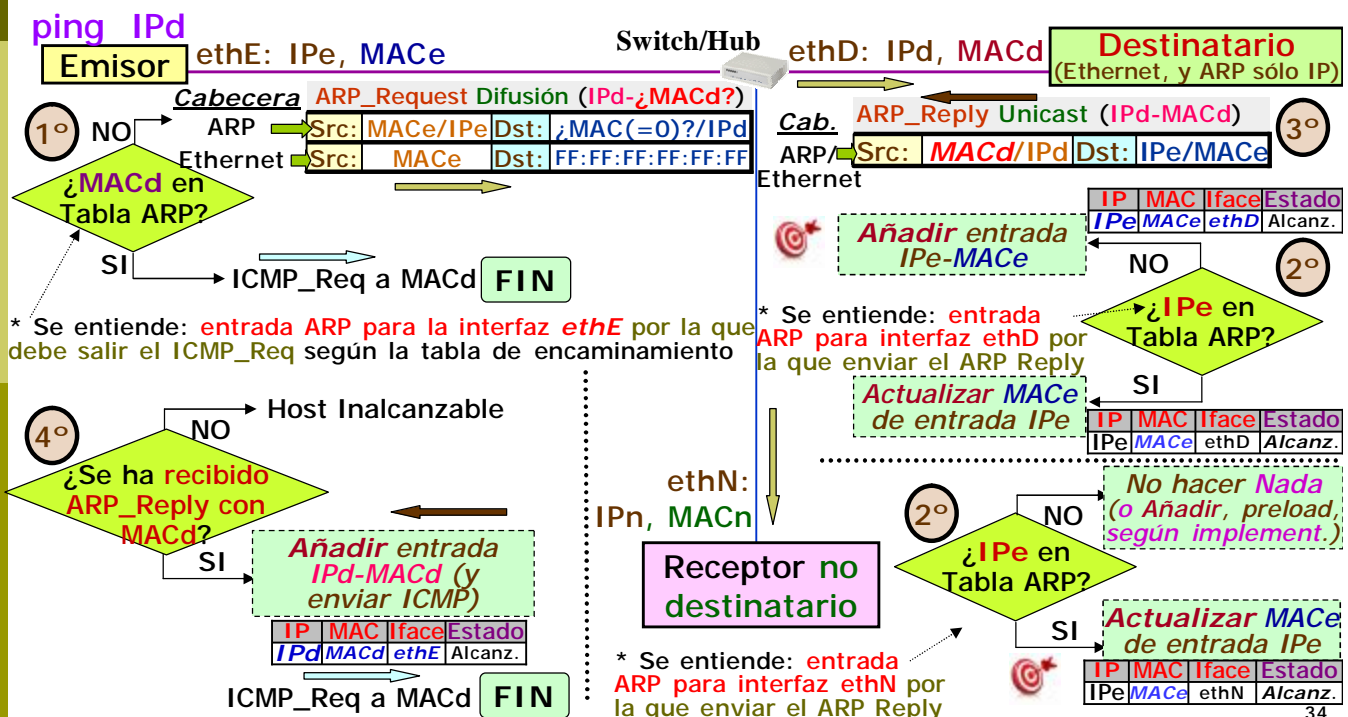 ping IPd
Emisor
ethE: IPe, MACe
Switch/Hub
ethD: IPd, MACd
Destinatario
(Ethernet, y ARP sólo IP)
1º
NO
Cabecera
ARP_Request Difusión (IPd-¿MACd?)
ARP
Src: MACe/IPe Dst: ¿MAC(=0)?/IPd
Ethernet
Src: MACe Dst: FF:FF:FF:FF:FF:FF
¿MACd en
Tabla ARP?
SI
ICMP_Req a MACd
FIN
* Se entiende: entrada ARP para la interfaz ethE por la que
debe salir el ICMP_Req según la tabla de encaminamiento
ARP_Reply Unicast (IPd-MACd)
3º
Cab.
ARP/
Ethernet
Src: MACd/IPd Dst: IPe/MACe
IP MAC Iface Estado
IPe MACe ethD Alcanz.
Añadir entrada
IPe-MACe
NO
2º
¿IPe en
Tabla ARP?
* Se entiende: entrada
ARP para interfaz ethD por
la que enviar el ARP Reply
SI
Actualizar MACe
de entrada IPe
IP MAC Iface Estado
IPe MACe ethD Alcanz.
4º
NO
Host Inalcanzable
¿Se ha recibido
ARP_Reply con
MACd?
SI
Añadir entrada
IPd-MACd (y
enviar ICMP)
IP MAC Iface Estado
IPd MACd ethE Alcanz.
ICMP_Req a MACd
FIN
ethN:
IPn, MACn
Receptor no
destinatario
2º
NO
No hacer Nada
(o Añadir, preload,
según implement.)
¿IPe en
Tabla ARP?
SI
Actualizar MACe
de entrada IPe
IP MAC Iface Estado
IPe MACe ethN Alcanz.
* Se entiende: entrada
ARP para interfaz ethN por
la que enviar el ARP Reply
34